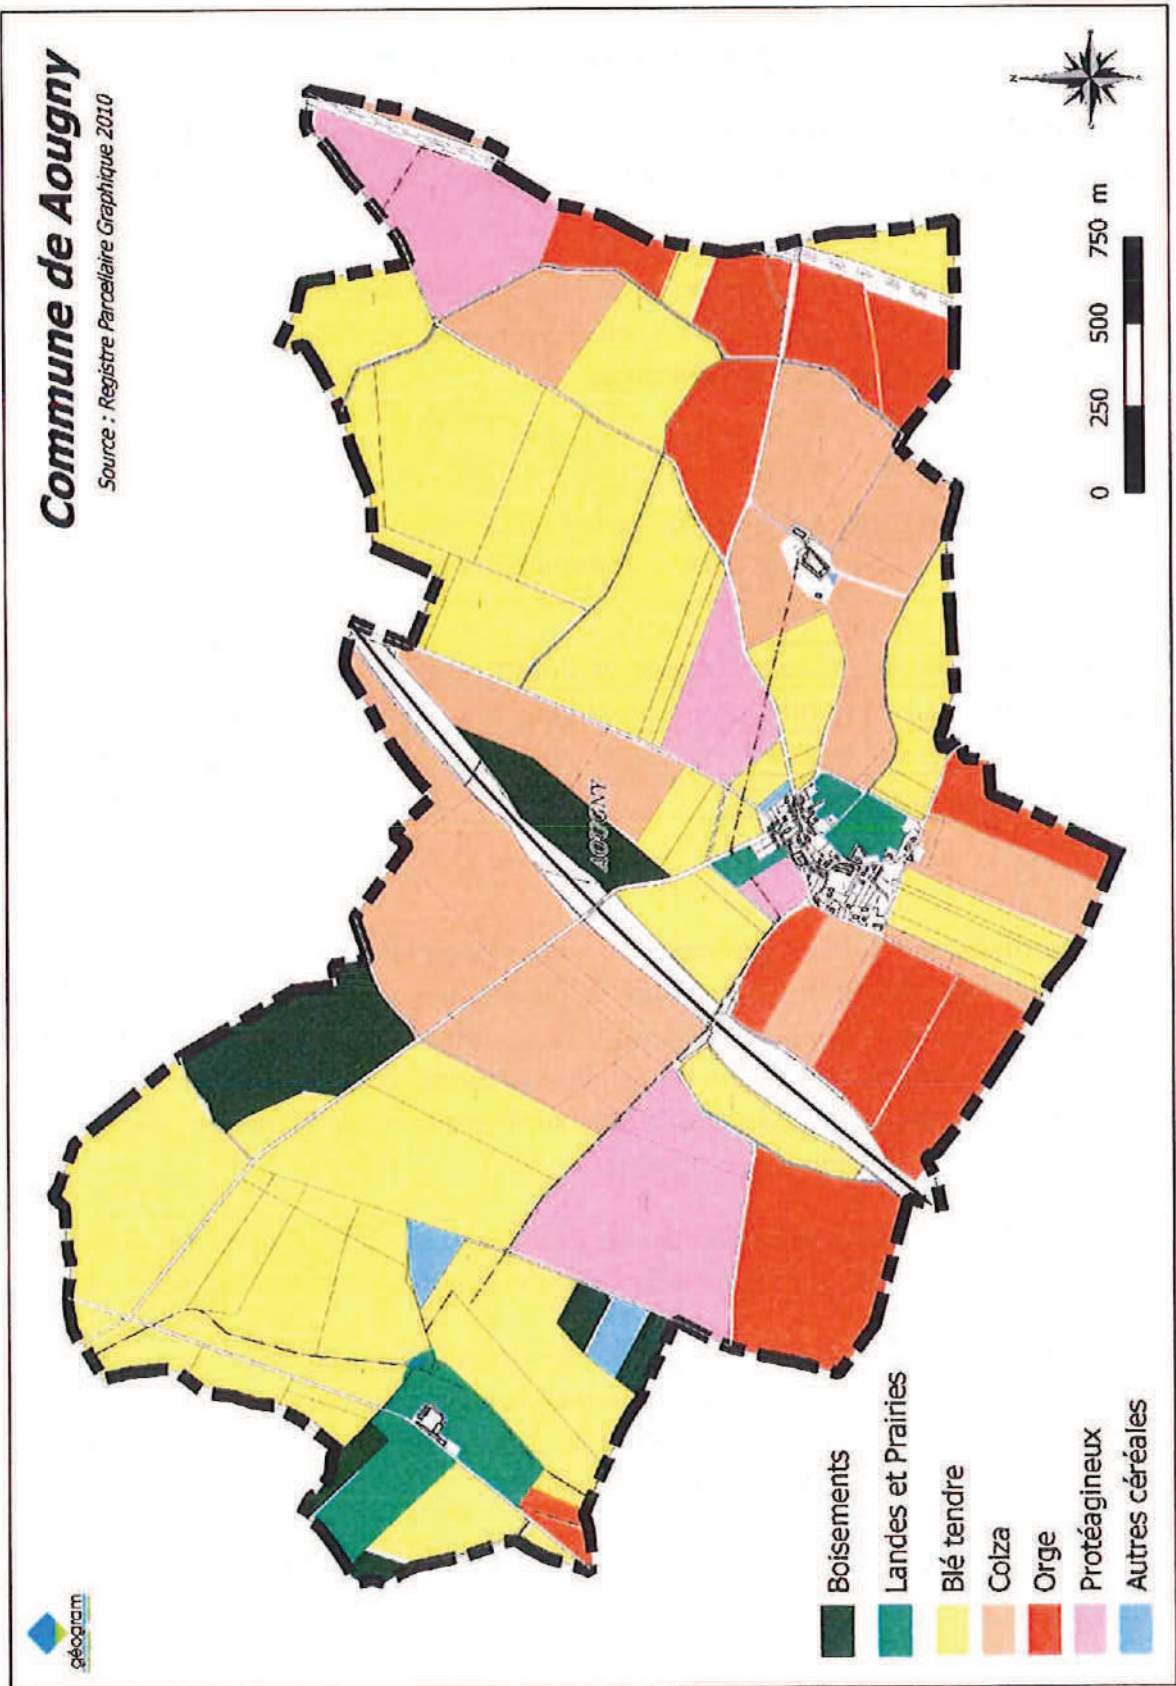 Commune de Aougny
Source : Registre Parcellaire Graphique 2010
géogram
AOUGNY
N
0 250 500 750 m
Boisements
Landes et Prairies
Blé tendre
Colza
Orge
Protéagineux
Autres céréales